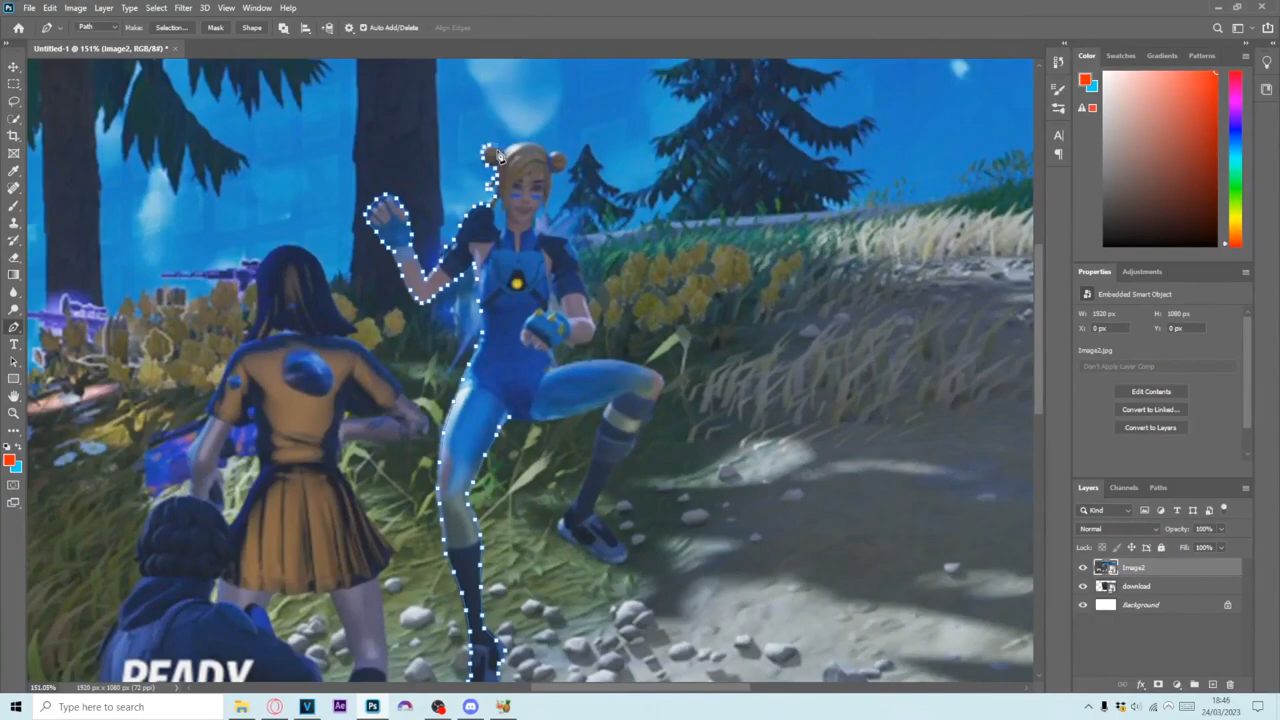 File Edit Image Layer Type Select Filter 3D View Window Help
Path Make: Selection... Mask Shape Auto Add/Delete Align Edges
Untitled-1 @ 151% (Image2, RGB/8#) * ×
Color Swatches Gradients Patterns
Properties Adjustments
Embedded Smart Object
W: 1920 px H: 1080 px
X: 0 px Y: 0 px
Image2.jpg
Don't Apply Layer Comp
Edit Contents
Convert to Linked...
Convert to Layers
Layers Channels Paths
Kind
Normal Opacity: 100%
Lock: Fill: 100%
Image2
download
Background
READY
151.05% 1920 px x 1080 px (72 ppi)
Type here to search
18:46
24/03/2023